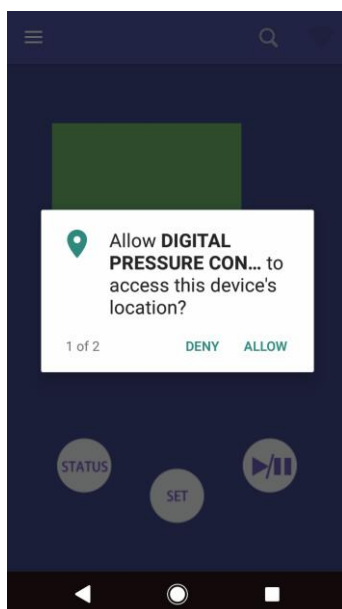 Allow DIGITAL
PRESSURE CON... to
access this device's
location?
1 of 2 DENY ALLOW
STATUS
SET